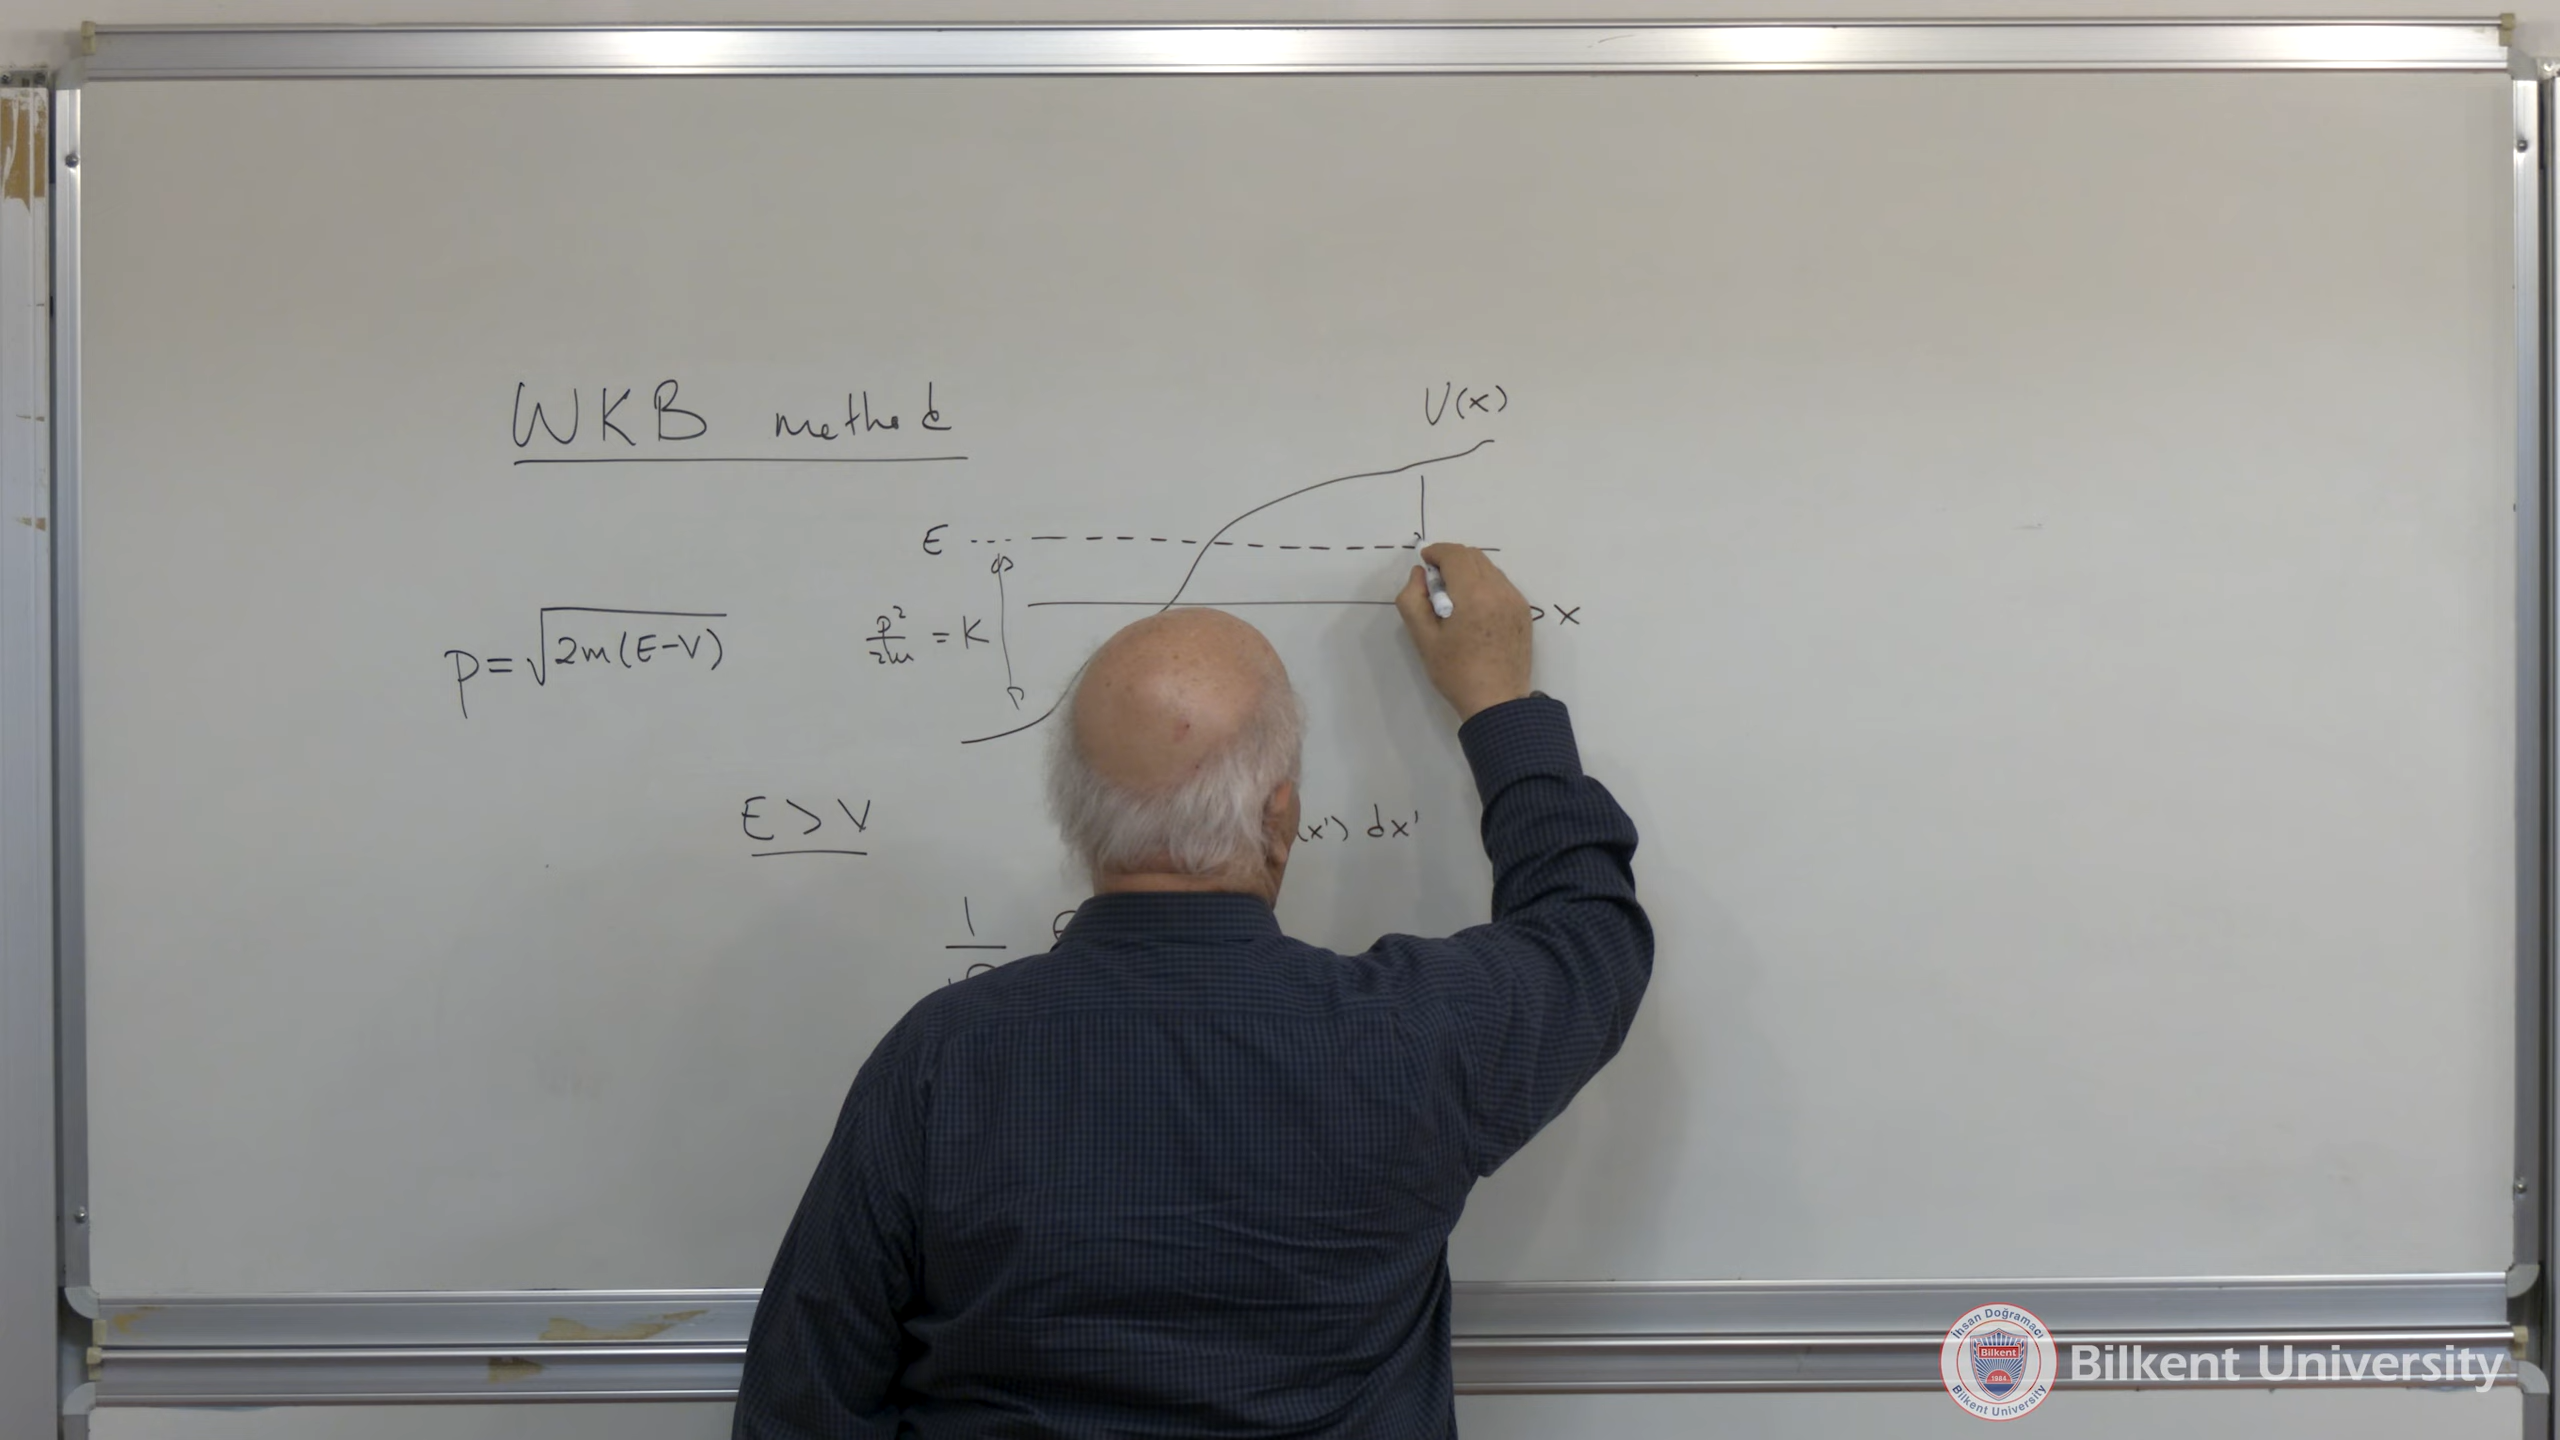 WKB method
V(x)
E
p = √2m(E-V)
p²/2m = K
x
E > V
(x') dx'
1
İhsan Doğramacı
Bilkent
1984
Bilkent University
Bilkent University